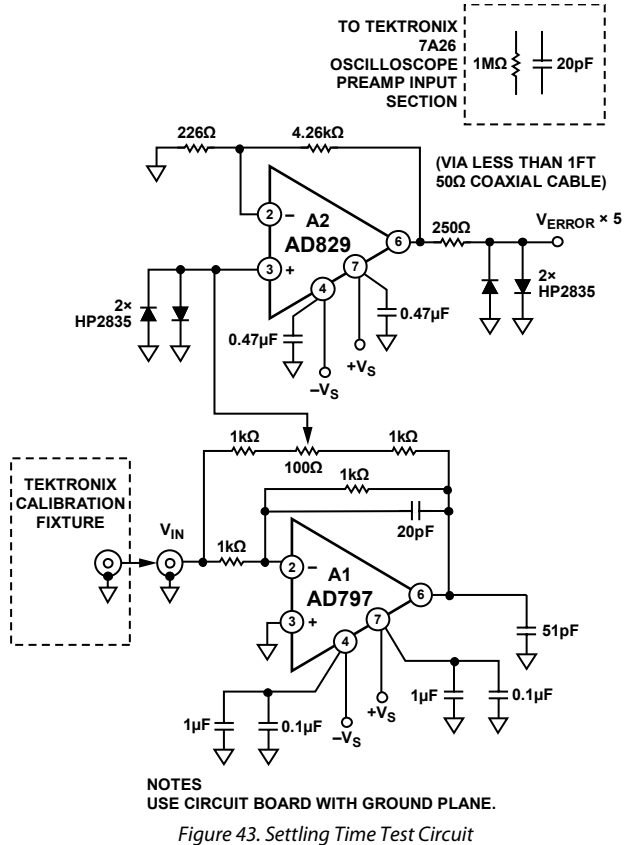 TO TEKTRONIX
7A26
OSCILLOSCOPE
PREAMP INPUT
SECTION
1MΩ
20pF
226Ω
4.26kΩ
(VIA LESS THAN 1FT
50Ω COAXIAL CABLE)
2
–
A2
AD829
6
250Ω
VERROR × 5
3
+
7
4
2×
HP2835
2×
HP2835
0.47µF
0.47µF
+VS
–VS
1kΩ
100Ω
1kΩ
TEKTRONIX
CALIBRATION
FIXTURE
VIN
1kΩ
1kΩ
20pF
2
–
A1
AD797
6
3
+
7
4
51pF
1µF
0.1µF
–VS
+VS
1µF
0.1µF
NOTES
USE CIRCUIT BOARD WITH GROUND PLANE.
Figure 43. Settling Time Test Circuit